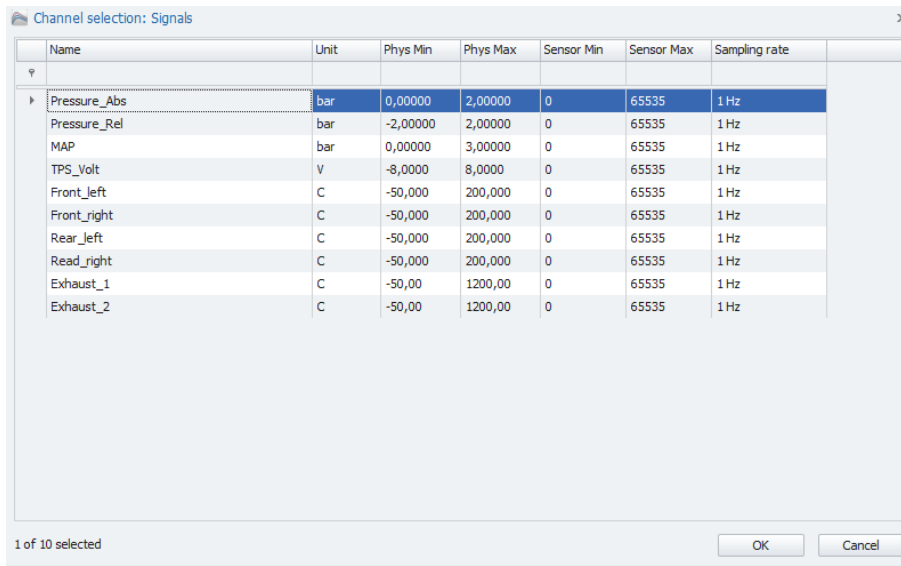 Channel selection: Signals
Name Unit Phys Min Phys Max Sensor Min Sensor Max Sampling rate
Pressure_Abs bar 0,00000 2,00000 0 65535 1 Hz
Pressure_Rel bar -2,00000 2,00000 0 65535 1 Hz
MAP bar 0,00000 3,00000 0 65535 1 Hz
TPS_Volt V -8,0000 8,0000 0 65535 1 Hz
Front_left C -50,000 200,000 0 65535 1 Hz
Front_right C -50,000 200,000 0 65535 1 Hz
Rear_left C -50,000 200,000 0 65535 1 Hz
Read_right C -50,000 200,000 0 65535 1 Hz
Exhaust_1 C -50,00 1200,00 0 65535 1 Hz
Exhaust_2 C -50,00 1200,00 0 65535 1 Hz
1 of 10 selected OK Cancel